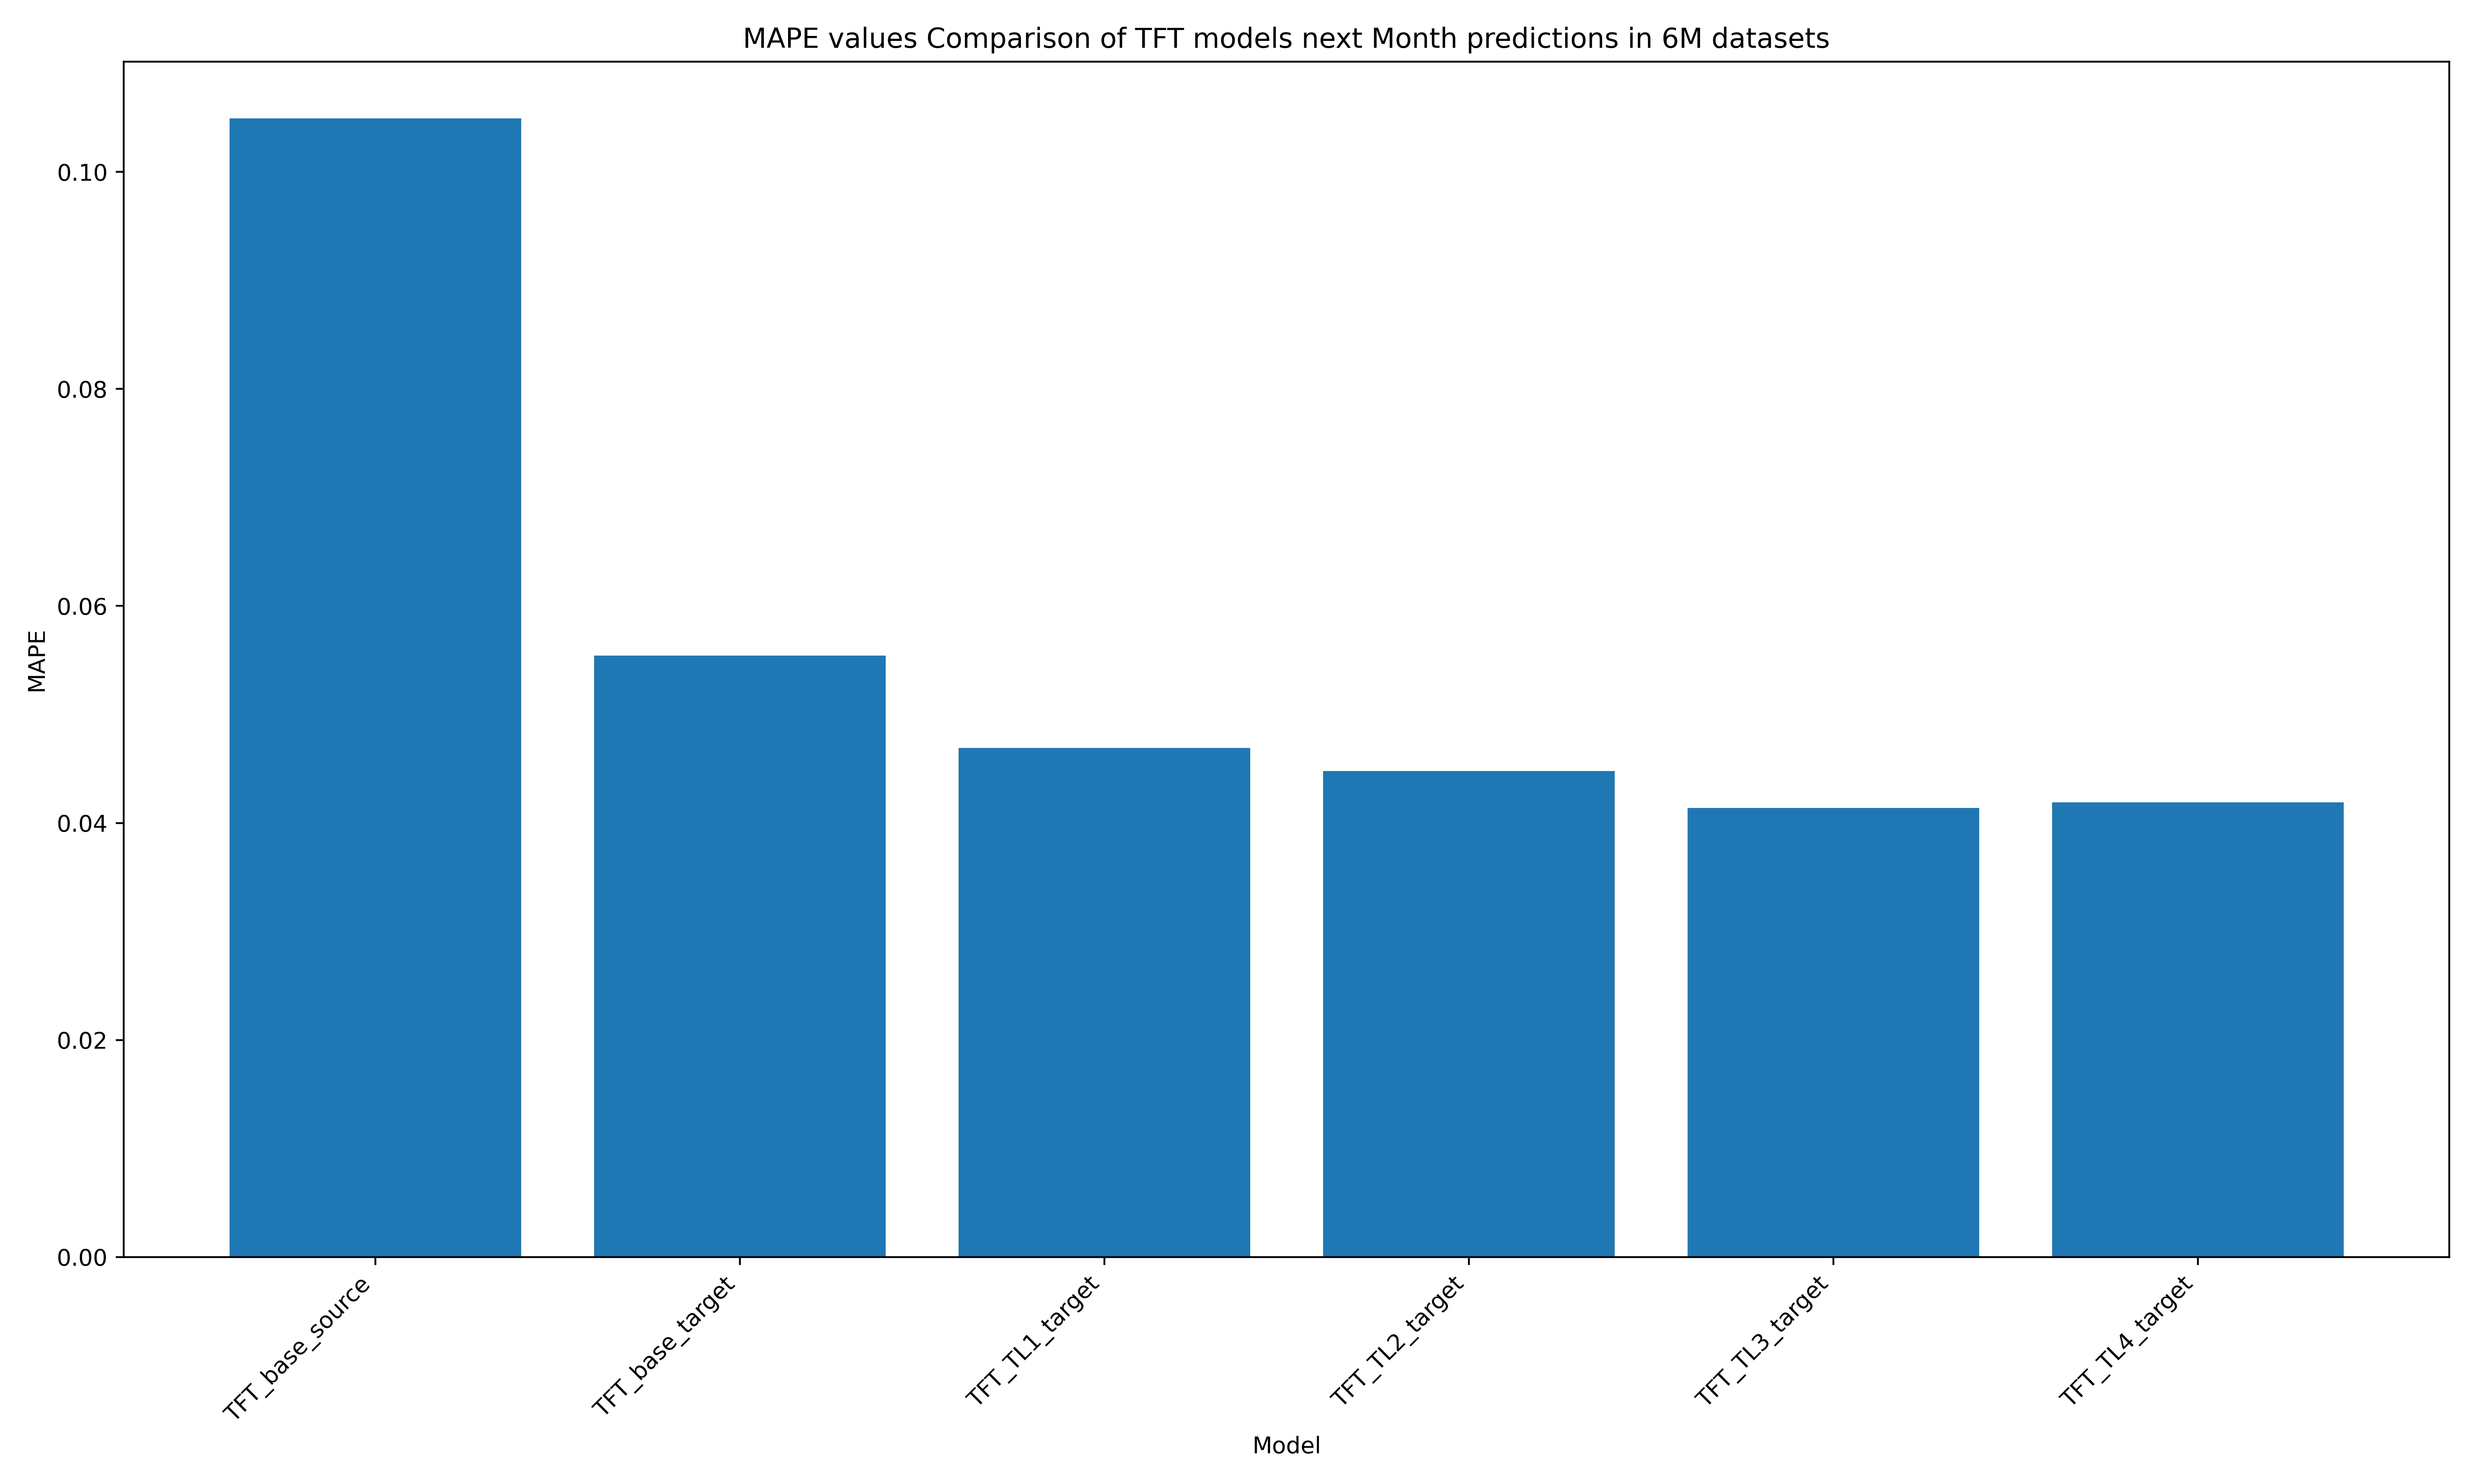 MAPE values Comparison of TFT models next Month predictions in 6M datasets
0.10
0.08
0.06
0.04
0.02
0.00
MAPE
TFT_base_source
TFT_base_target
TFT_TL1_target
TFT_TL2_target
TFT_TL3_target
TFT_TL4_target
Model